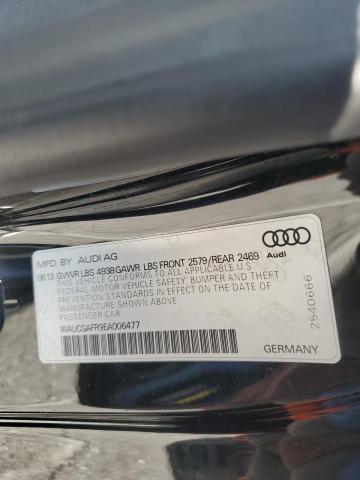 MFD. BY AUDI AG
0613 GVWR LBS 4938 GAWR LBS FRONT 2579/REAR 2469
THIS VEHICLE CONFORMS TO ALL APPLICABLE U.S.
FEDERAL MOTOR VEHICLE SAFETY, BUMPER AND THEFT
PREVENTION STANDARDS IN EFFECT ON THE DATE OF
MANUFACTURE SHOWN ABOVE.
PASSENGER CAR
WAUCGAFR9EA006477
Audi
2540666
GERMANY